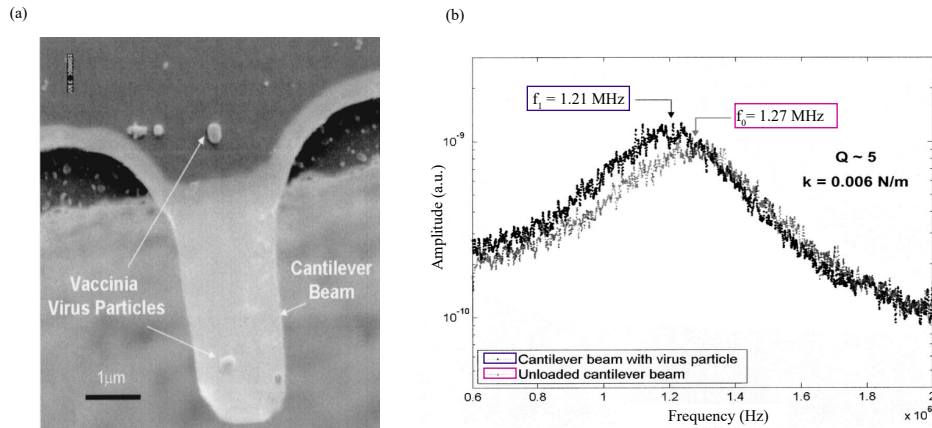 (a)
(b)
Vaccinia
Virus Particles
Cantilever
Beam
1μm
f₁ = 1.21 MHz
f₀ = 1.27 MHz
Q ~ 5
k = 0.006 N/m
Amplitude (a.u.)
10⁻⁹
10⁻¹⁰
Cantilever beam with virus particle
Unloaded cantilever beam
0.6 0.8 1 1.2 1.4 1.6 1.8 2
Frequency (Hz)
x 10⁶